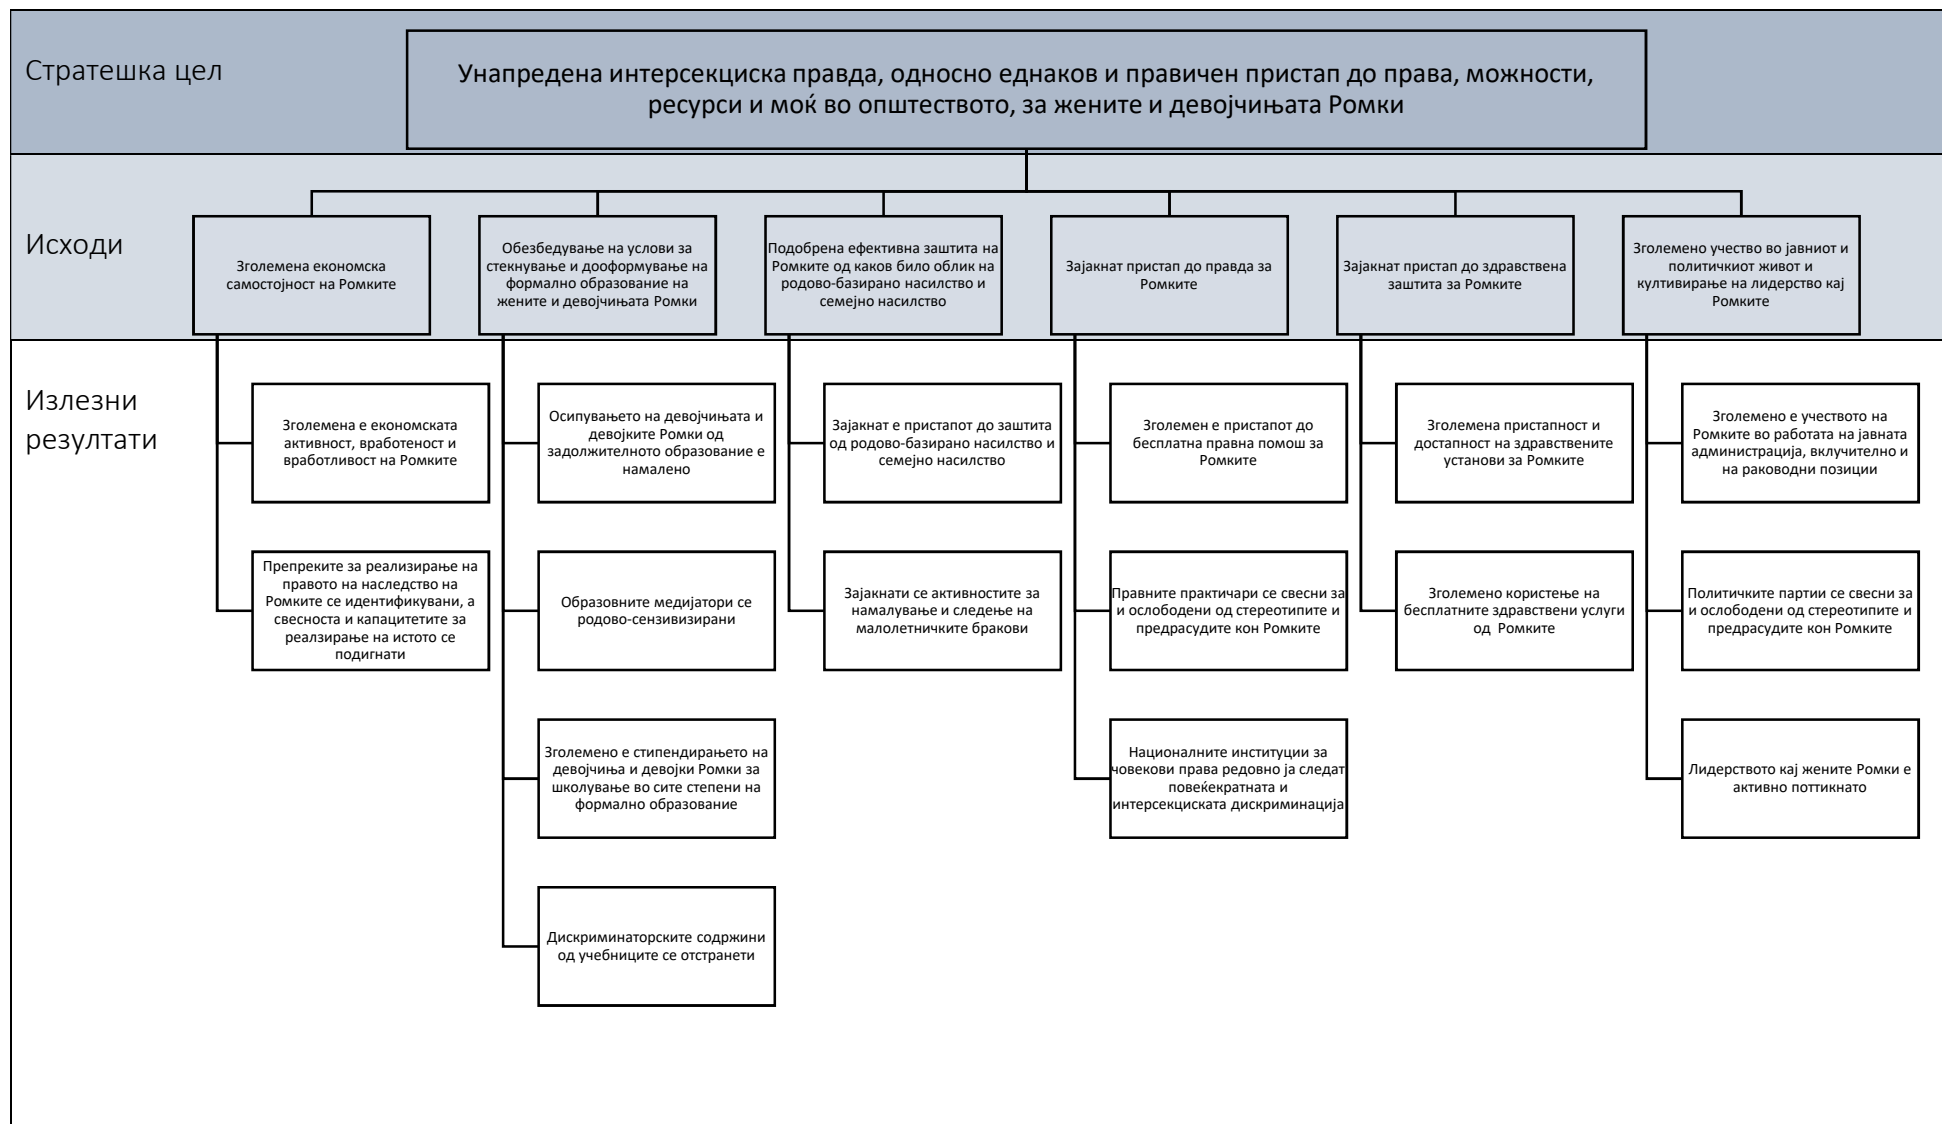 Стратешка цел
Унапредена интерсекциска правда, односно еднаков и правичен пристап до права, можности,
ресурси и моќ во општеството, за жените и девојчињата Ромки
Исходи
Зголемена економска
самостојност на Ромките
Обезбедување на услови за
стекнување и дооформување на
формално образование на
жените и девојчињата Ромки
Подобрена ефективна заштита на
Ромките од каков било облик на
родово-базирано насилство и
семејно насилство
Зајакнат пристап до правда за
Ромките
Зајакнат пристап до здравствена
заштита за Ромките
Зголемено учество во јавниот и
политичкиот живот и
култивирање на лидерство кај
Ромките
Излезни
резултати
Зголемена е економската
активност, вработеност и
вработливост на Ромките
Препреките за реализирање на
правото на наследство на
Ромките се идентификувани, а
свесноста и капацитетите за
реалзирање на истото се
подигнати
Осипувањето на девојчињата и
девојките Ромки од
задолжителното образование е
намалено
Образовните медијатори се
родово-сензивизирани
Зголемено е стипендирањето на
девојчиња и девојки Ромки за
школување во сите степени на
формално образование
Дискриминаторските содржини
од учебниците се отстранети
Зајакнат е пристапот до заштита
од родово-базирано насилство и
семејно насилство
Зајакнати се активностите за
намалување и следење на
малолетничките бракови
Зголемен е пристапот до
бесплатна правна помош за
Ромките
Правните практичари се свесни за
и ослободени од стереотипите и
предрасудите кон Ромките
Националните институции за
човекови права редовно ја следат
повеќекратната и
интерсекциската дискриминација
Зголемена пристапност и
достапност на здравствените
установи за Ромките
Зголемено користење на
бесплатните здравствени услуги
од Ромките
Зголемено е учеството на
Ромките во работата на јавната
администрација, вклучително и
на раководни позиции
Политичките партии се свесни за
и ослободени од стереотипите и
предрасудите кон Ромките
Лидерството кај жените Ромки е
активно поттикнато